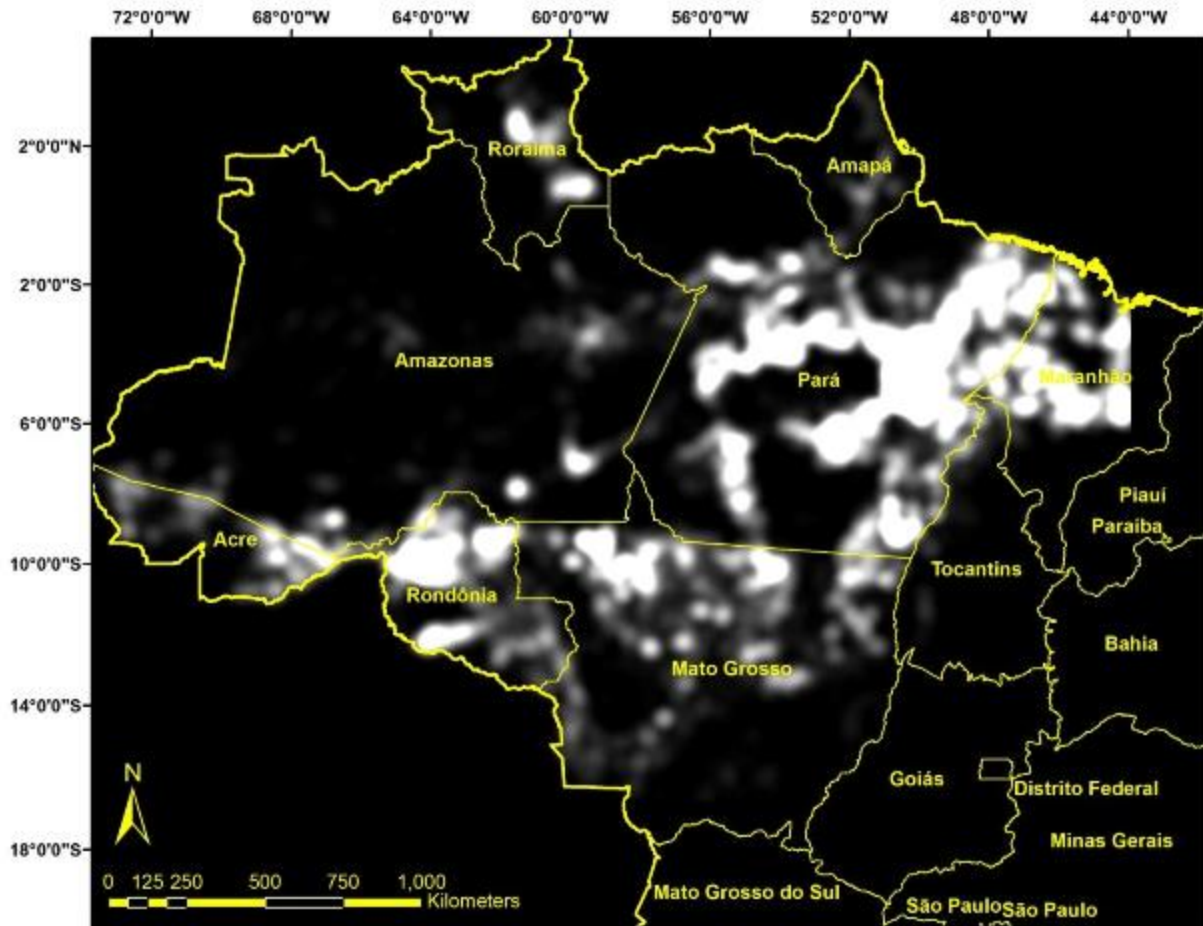 72°0'0"W 68°0'0"W 64°0'0"W 60°0'0"W 56°0'0"W 52°0'0"W 48°0'0"W 44°0'0"W
2°0'0"N
Roraima
Amapá
2°0'0"S
Amazonas
Pará
Maranhão
6°0'0"S
Piauí
Paraiba
Acre
10°0'0"S
Tocantins
Rondônia
Bahia
Mato Grosso
14°0'0"S
N
Goiás
Distrito Federal
Minas Gerais
18°0'0"S
0 125 250 500 750 1,000
Kilometers
Mato Grosso do Sul
São Paulo São Paulo